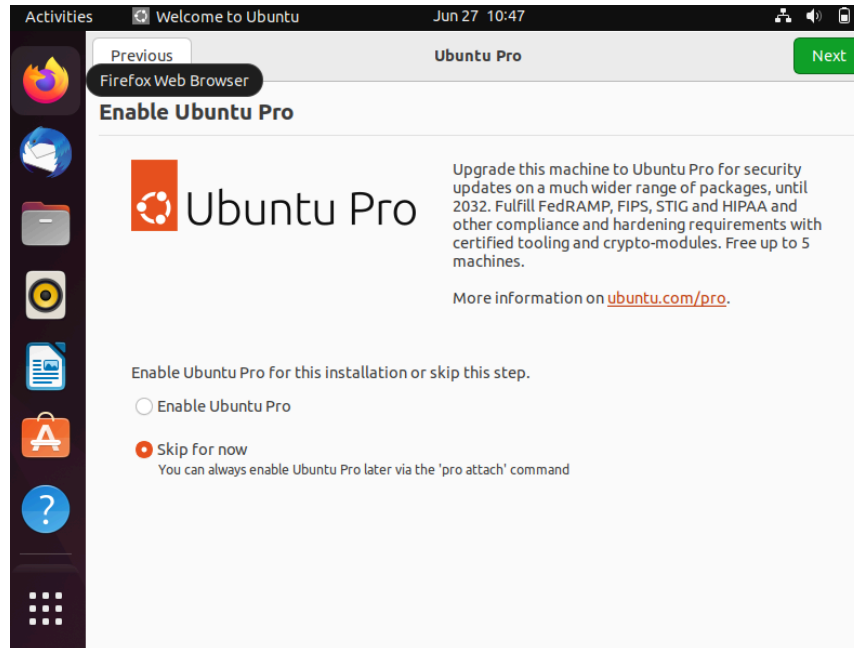 Activities
Welcome to Ubuntu
Jun 27 10:47
Previous
Ubuntu Pro
Next
Firefox Web Browser
Enable Ubuntu Pro
Ubuntu Pro
Upgrade this machine to Ubuntu Pro for security
updates on a much wider range of packages, until
2032. Fulfill FedRAMP, FIPS, STIG and HIPAA and
other compliance and hardening requirements with
certified tooling and crypto-modules. Free up to 5
machines.
More information on ubuntu.com/pro.
Enable Ubuntu Pro for this installation or skip this step.
Enable Ubuntu Pro
Skip for now
You can always enable Ubuntu Pro later via the 'pro attach' command